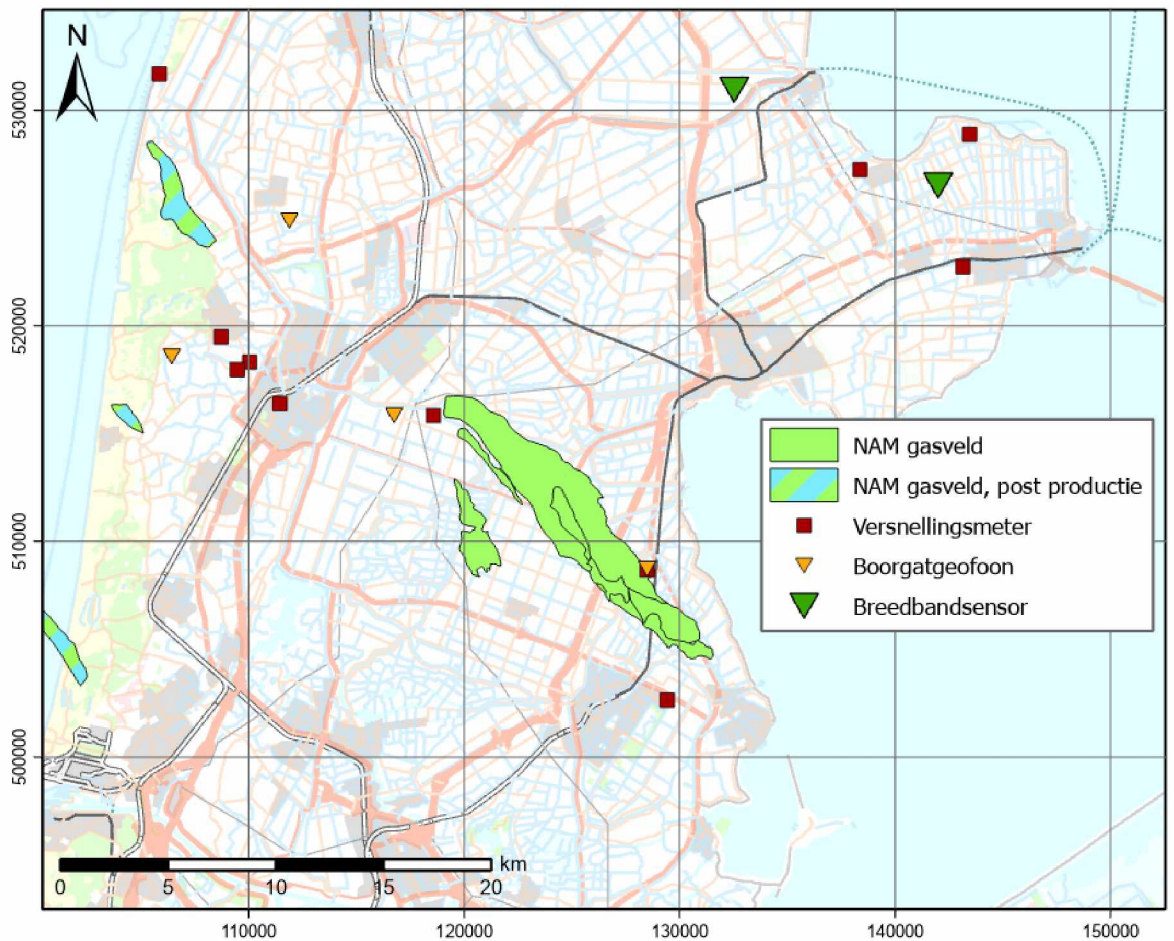 N
530000
520000
510000
500000
NAM gasveld
NAM gasveld, post productie
Versnellingsmeter
Boorgatgeofoon
Breedbandsensor
km
0 5 10 15 20
110000 120000 130000 140000 150000